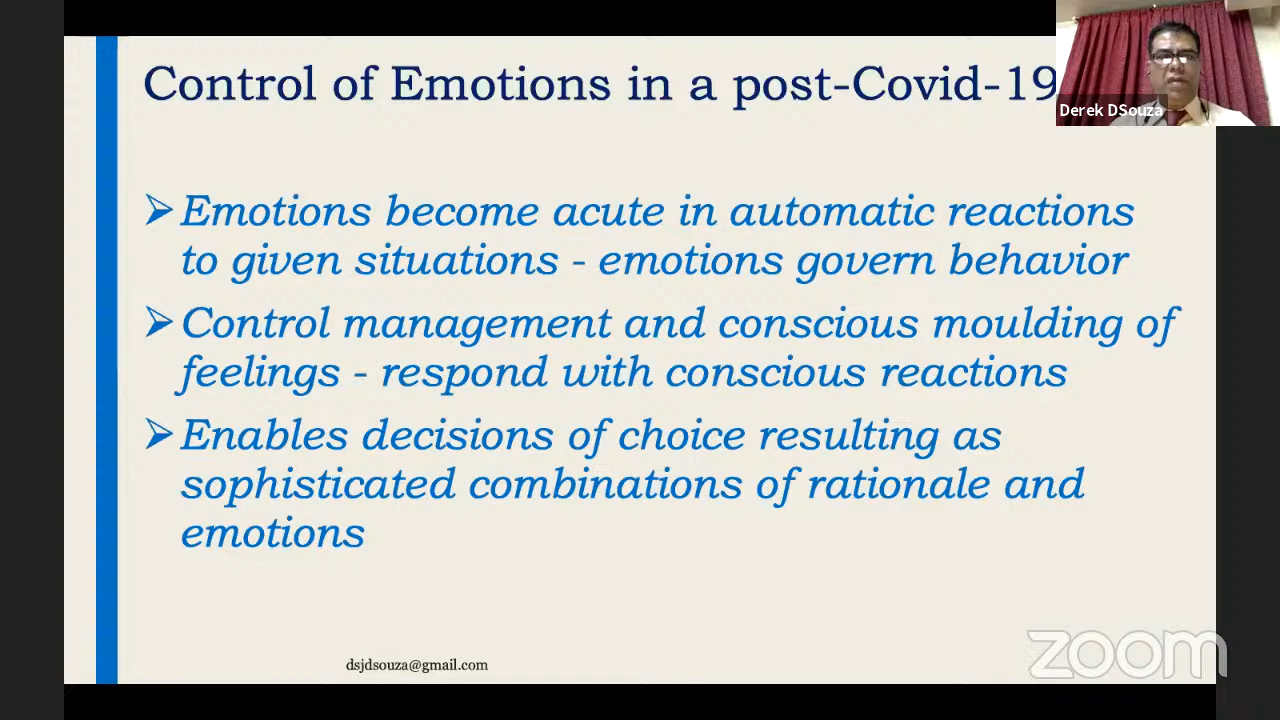 Control of Emotions in a post-Covid-19
Derek DSouza
➢ Emotions become acute in automatic reactions
to given situations - emotions govern behavior
➢ Control management and conscious moulding of
feelings - respond with conscious reactions
➢ Enables decisions of choice resulting as
sophisticated combinations of rationale and
emotions
dsjdsouza@gmail.com
zoom